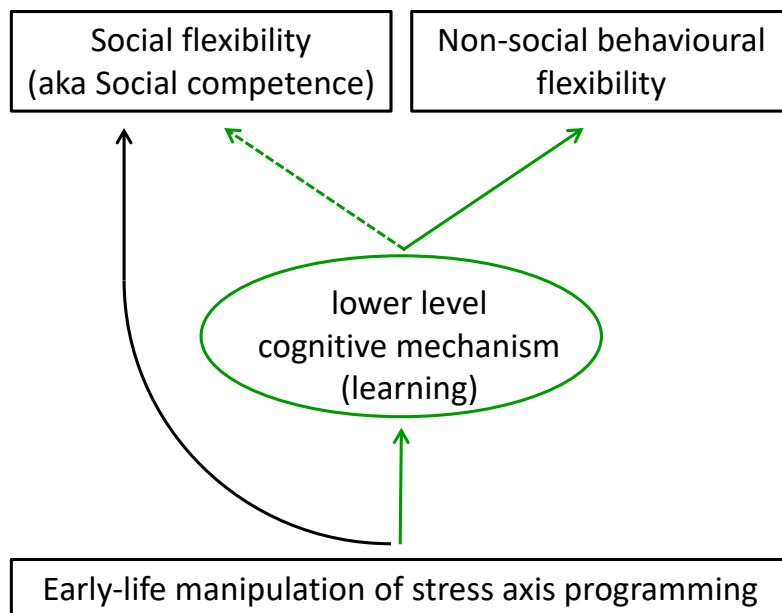 Social flexibility
(aka Social competence)
Non-social behavioural
flexibility
lower level
cognitive mechanism
(learning)
Early-life manipulation of stress axis programming